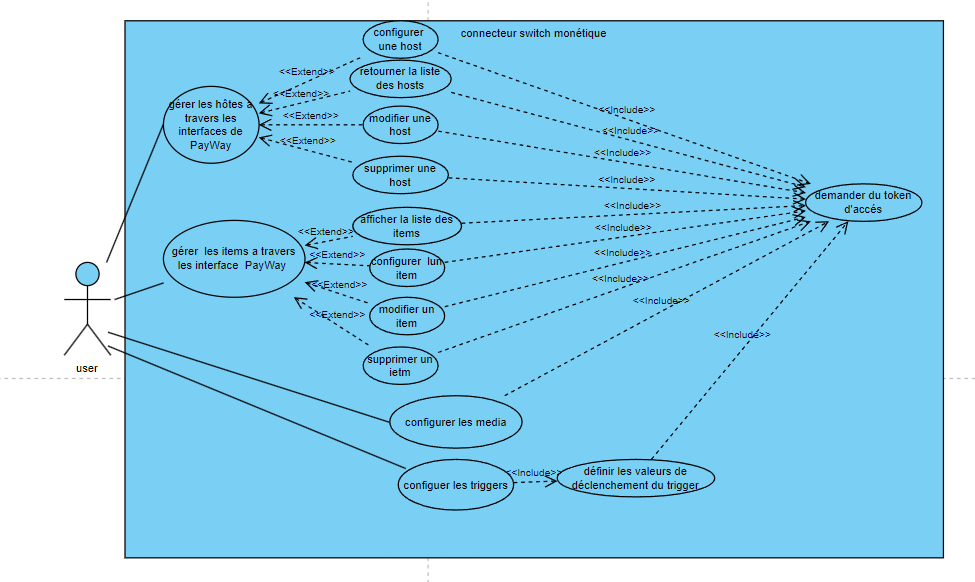 connecteur switch monétique
configurer
une host
<<Extend>>
retourner la liste
des hosts
<<Extend>>
gérer les hôtes a
travers les
interfaces de
PayWay
<<Extend>>
modifier une
host
<<Extend>>
supprimer une
host
<<Include>>
<<Include>>
<<Include>>
<<Include>>
demander du token
d'accés
<<Include>>
afficher la liste des
items
<<Extend>>
<<Include>>
gérer les items a travers
les interface PayWay
<<Extend>>
configurer lun
item
<<Include>>
<<Extend>>
<<Include>>
modifier un
item
<<Include>>
<<Extend>>
<<Include>>
supprimer un
ietm
user
configurer les media
configuer les triggers
<<Include>>
définir les valeurs de
déclenchement du trigger